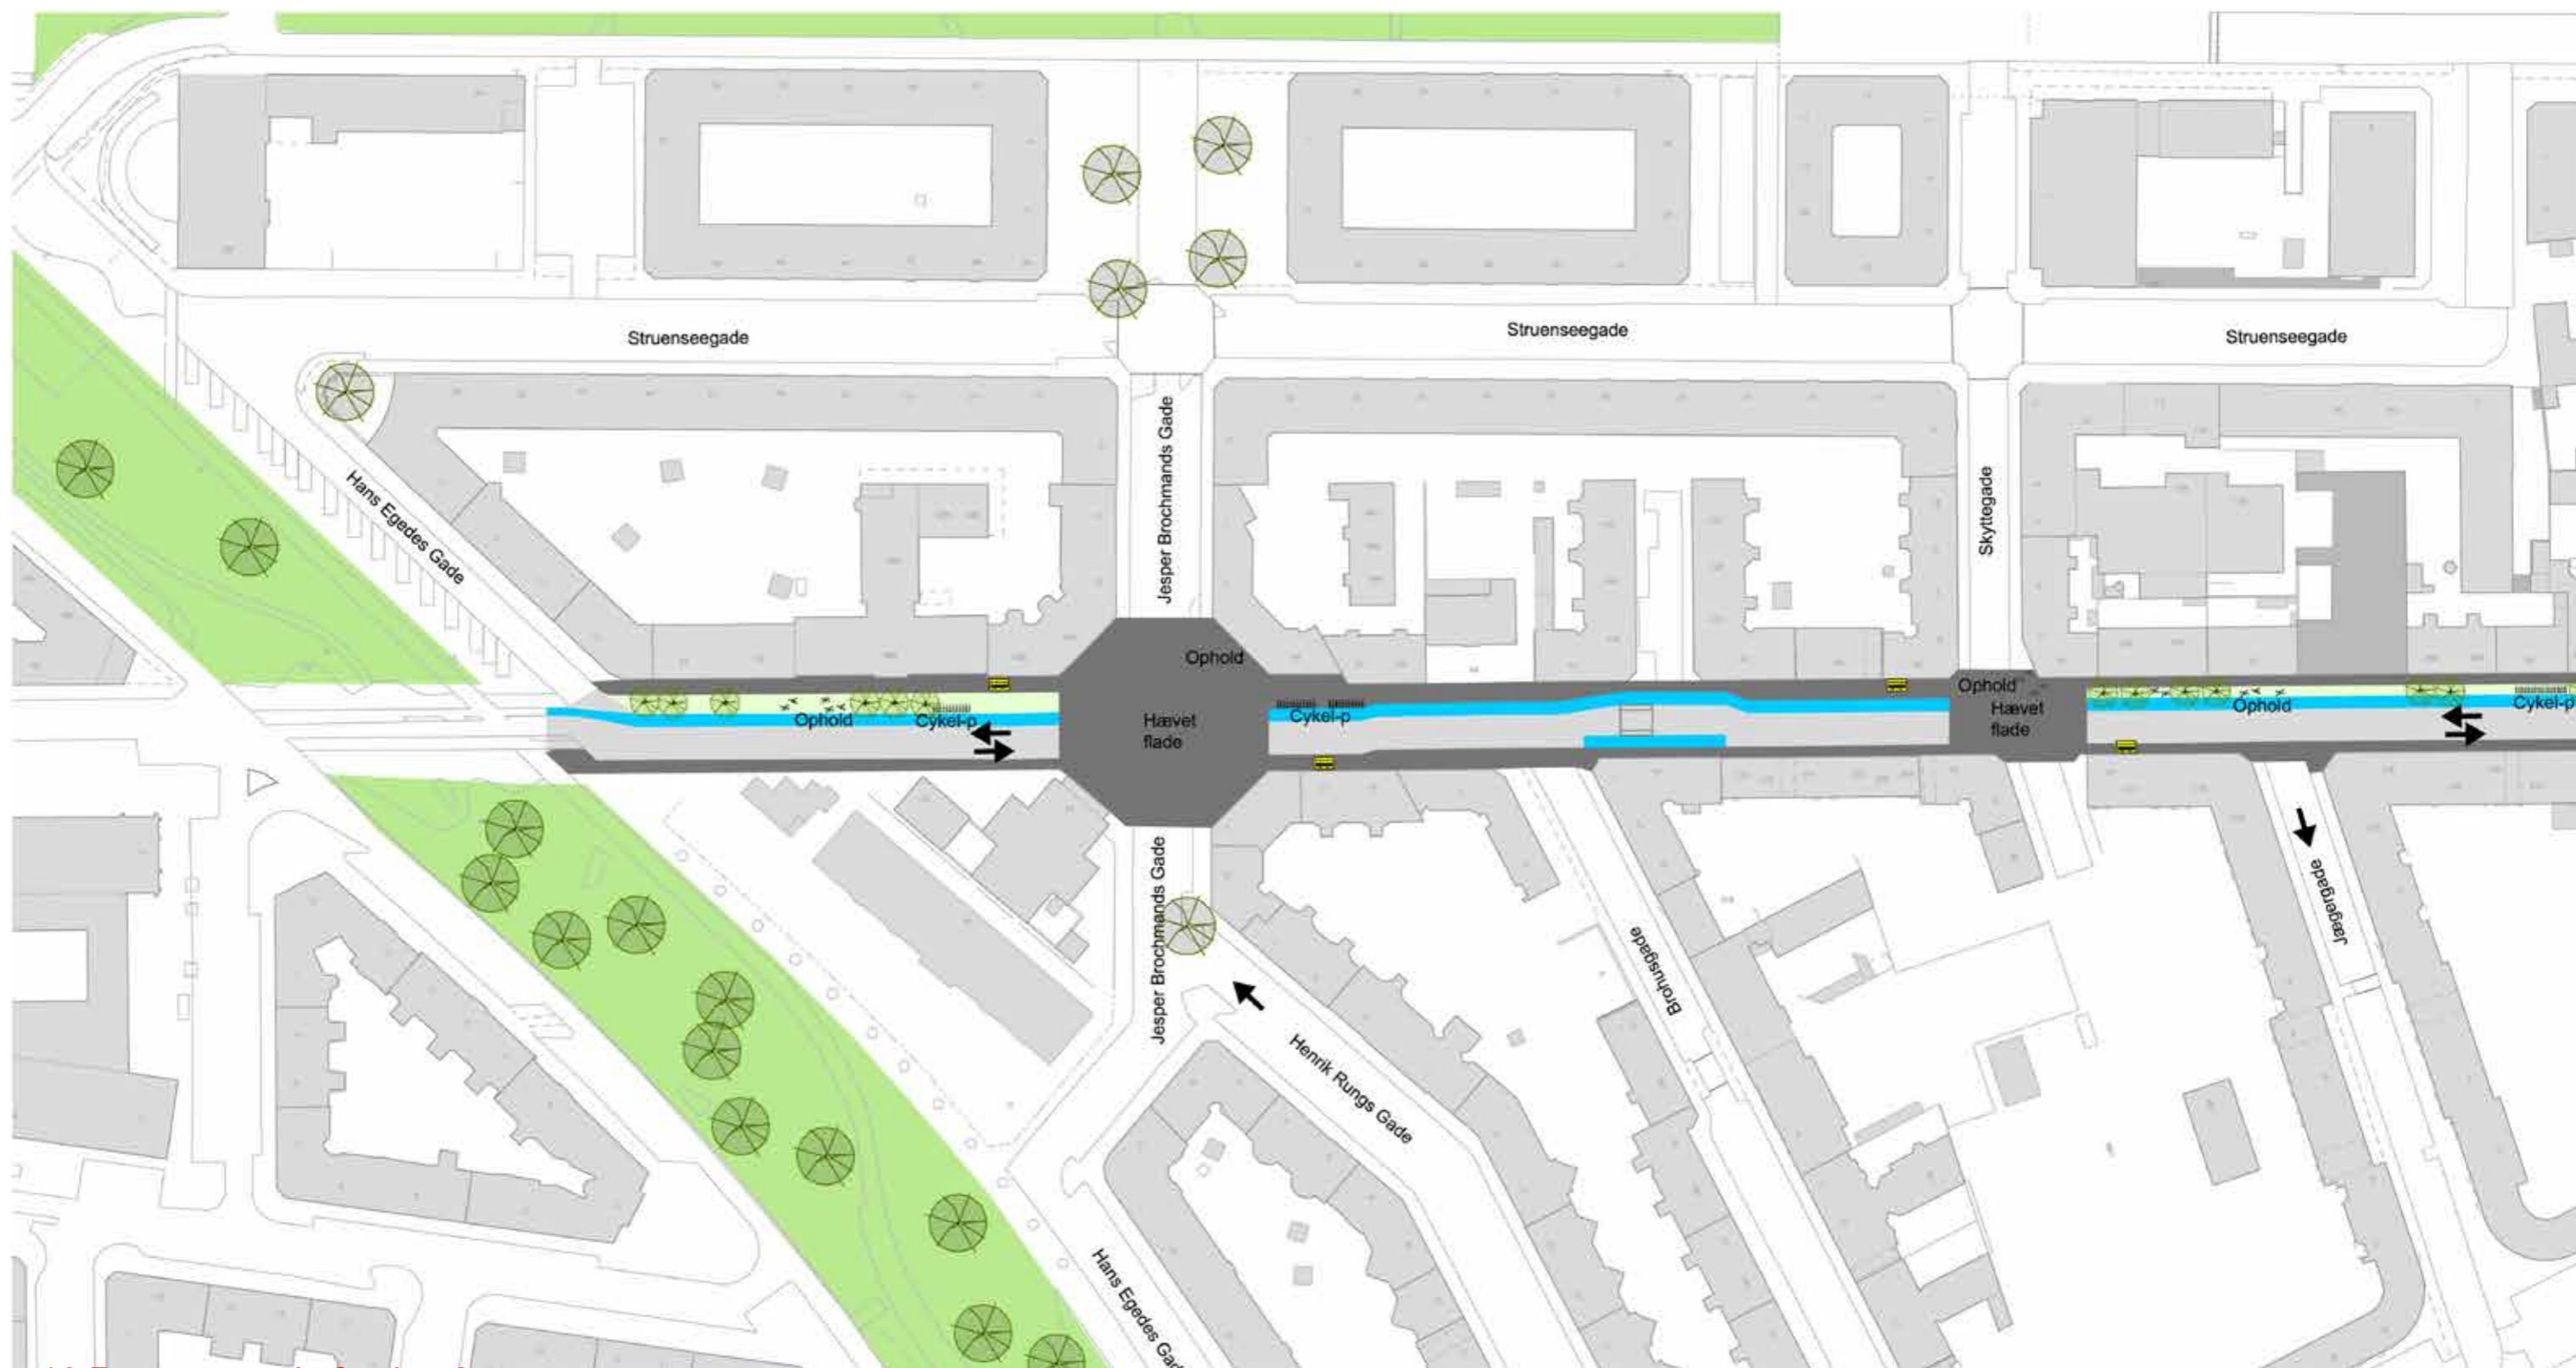 Struenseegade
Struenseegade
Struenseegade
Jesper Brochmands Gade
Skyttegade
Hans Egedes Gade
Ophold
Ophold
Ophold
Cykel-p
Hævet
flade
Cykel-p
Hævet
flade
Ophold
Cykel-p
Jesper Brochmands Gade
Jægergade
Brohusgade
Henrik Rungs Gade
Hans Egedes Gade